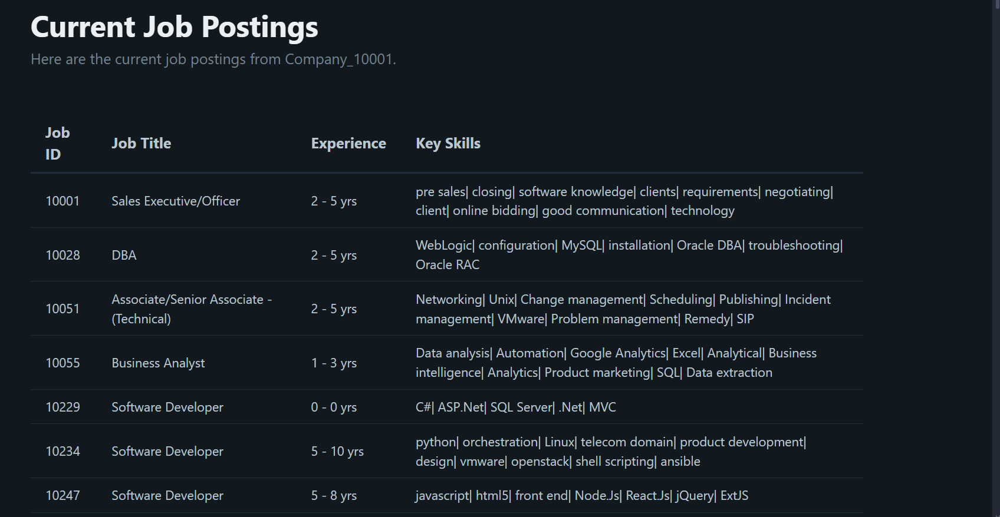 Current Job Postings
Here are the current job postings from Company_10001.
Job
ID
Job Title
Experience
Key Skills
10001
Sales Executive/Officer
2 - 5 yrs
pre sales| closing| software knowledge| clients| requirements| negotiating|
client| online bidding| good communication| technology
10028
DBA
2 - 5 yrs
WebLogic| configuration| MySQL| installation| Oracle DBA| troubleshooting|
Oracle RAC
10051
Associate/Senior Associate -
(Technical)
2 - 5 yrs
Networking| Unix| Change management| Scheduling| Publishing| Incident
management| VMware| Problem management| Remedy| SIP
10055
Business Analyst
1 - 3 yrs
Data analysis| Automation| Google Analytics| Excel| Analytical| Business
intelligence| Analytics| Product marketing| SQL| Data extraction
10229
Software Developer
0 - 0 yrs
C#| ASP.Net| SQL Server| .Net| MVC
10234
Software Developer
5 - 10 yrs
python| orchestration| Linux| telecom domain| product development|
design| vmware| openstack| shell scripting| ansible
10247
Software Developer
5 - 8 yrs
javascript| html5| front end| Node.Js| React.Js| jQuery| ExtJS